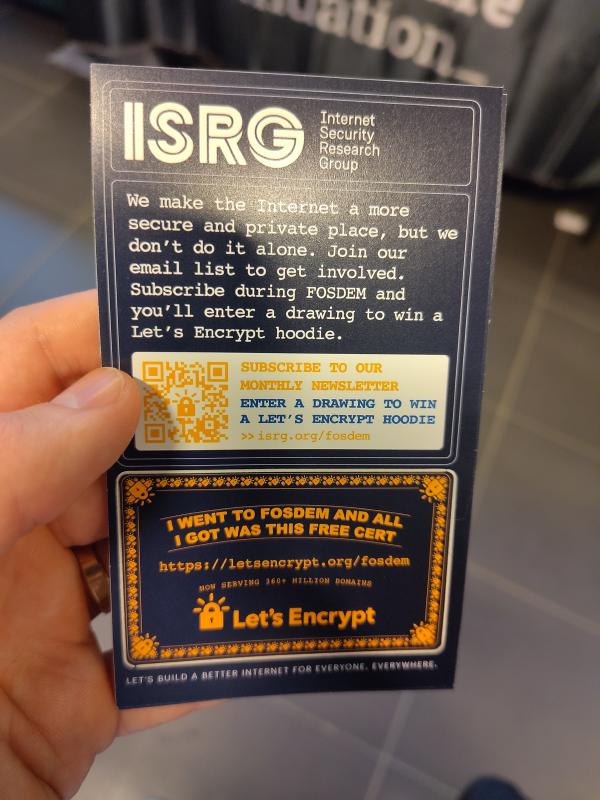 ndation_
ISRG
Internet
Security
Research
Group
We make the Internet a more
secure and private place, but we
don't do it alone. Join our
email list to get involved.
Subscribe during FOSDEM and
you'll enter a drawing to win a
Let's Encrypt hoodie.
SUBSCRIBE TO OUR
MONTHLY NEWSLETTER
ENTER A DRAWING TO WIN
A LET'S ENCRYPT HOODIE
>> isrg.org/fosdem
I WENT TO FOSDEM AND ALL
I GOT WAS THIS FREE CERT
https://letsencrypt.org/fosdem
NOW SERVING 360+ MILLION DOMAINS
Let's Encrypt
LET'S BUILD A BETTER INTERNET FOR EVERYONE. EVERYWHERE.